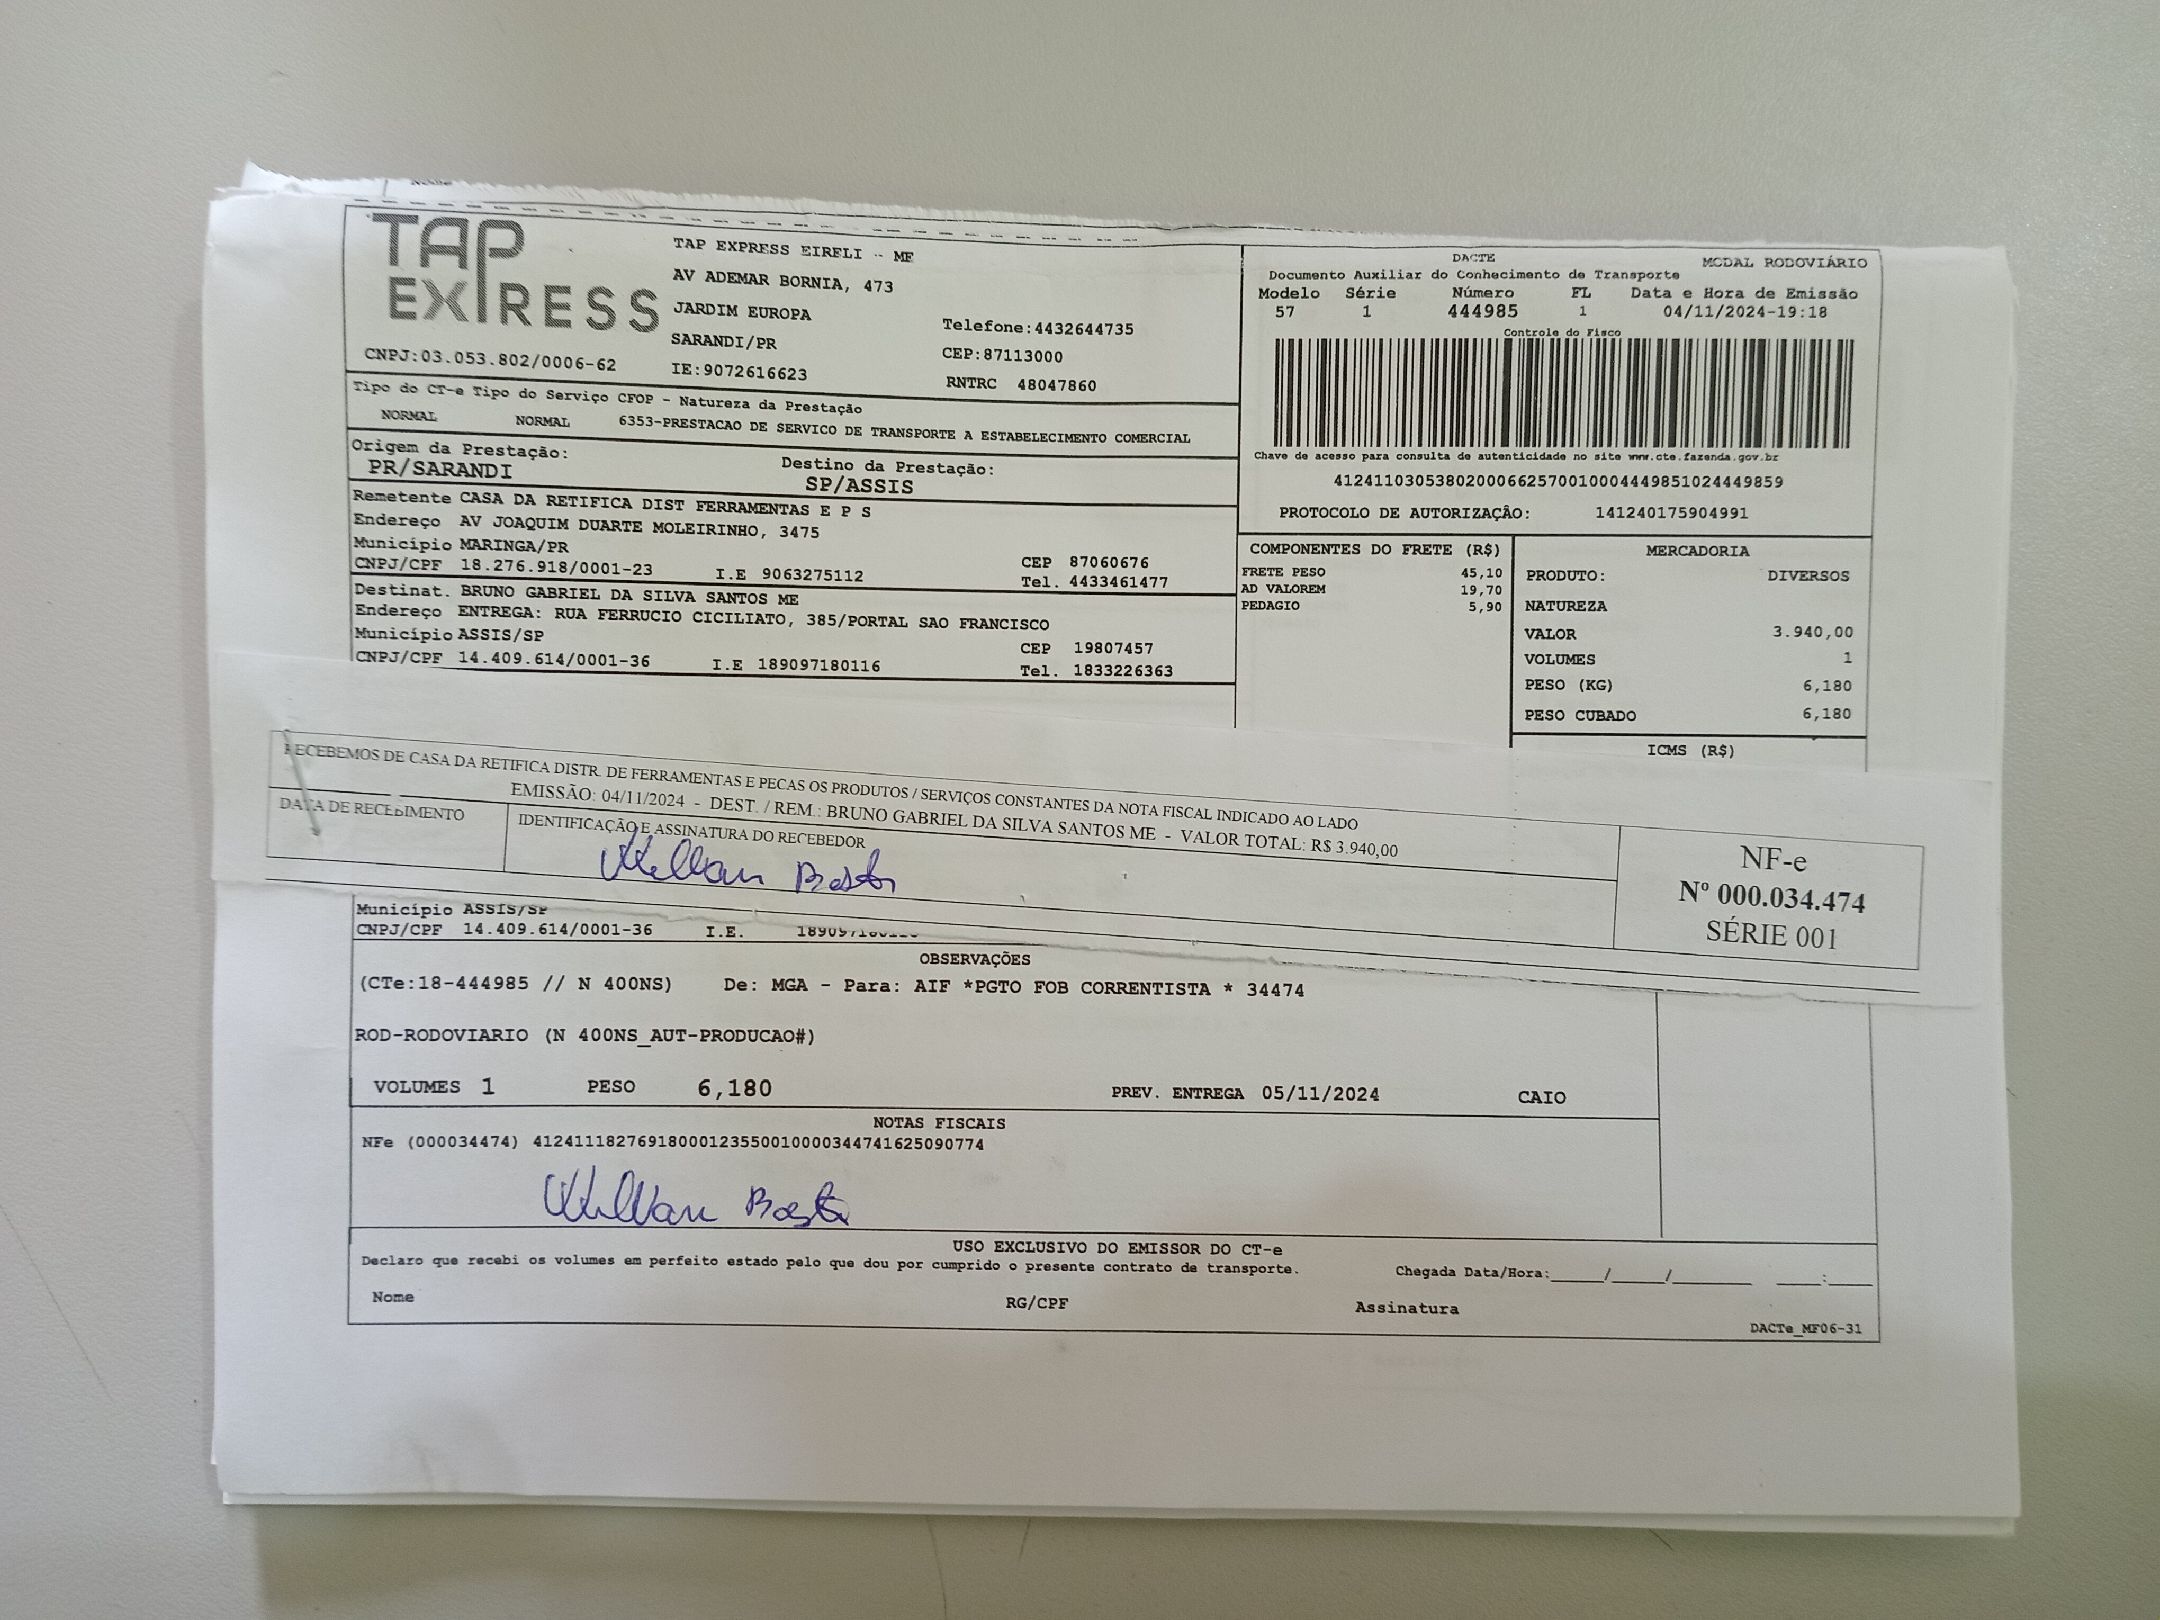 TAP EXPRESS
CNPJ:03.053.802/0006-62
TAP EXPRESS EIRELI - ME
AV ADEMAR BORNIA, 473
JARDIM EUROPA
SARANDI/PR
IE:9072616623
Telefone:4432644735
CEP:87113000
RNTRC 48047860
DACTE MODAL RODOVIÁRIO
Documento Auxiliar do Conhecimento de Transporte
Modelo Série Número FL Data e Hora de Emissão
57 1 444985 1 04/11/2024-19:18
Controle do Fisco
Chave de acesso para consulta de autenticidade no site www.cte.fazenda.gov.br
41241103053802000662570010004449851024449859
PROTOCOLO DE AUTORIZAÇÂO: 141240175904991
Tipo do CT-e Tipo do Serviço CFOP - Natureza da Prestação
NORMAL NORMAL 6353-PRESTACAO DE SERVICO DE TRANSPORTE A ESTABELECIMENTO COMERCIAL
Origem da Prestação: Destino da Prestação:
PR/SARANDI SP/ASSIS
Remetente CASA DA RETIFICA DIST FERRAMENTAS E P S
Endereço AV JOAQUIM DUARTE MOLEIRINHO, 3475
Município MARINGA/PR CEP 87060676
CNPJ/CPF 18.276.918/0001-23 I.E 9063275112 Tel. 4433461477
Destinat. BRUNO GABRIEL DA SILVA SANTOS ME
Endereço ENTREGA: RUA FERRUCIO CICILIATO, 385/PORTAL SAO FRANCISCO
Município ASSIS/SP CEP 19807457
CNPJ/CPF 14.409.614/0001-36 I.E 189097180116 Tel. 1833226363
COMPONENTES DO FRETE (R$)
FRETE PESO 45,10
AD VALOREM 19,70
PEDAGIO 5,90
MERCADORIA
PRODUTO: DIVERSOS
NATUREZA
VALOR 3.940,00
VOLUMES 1
PESO (KG) 6,180
PESO CUBADO 6,180
ICMS (R$)
RECEBEMOS DE CASA DA RETIFICA DISTR. DE FERRAMENTAS E PECAS OS PRODUTOS / SERVIÇOS CONSTANTES DA NOTA FISCAL INDICADO AO LADO
EMISSÃO: 04/11/2024 - DEST. / REM.: BRUNO GABRIEL DA SILVA SANTOS ME - VALOR TOTAL: R$ 3.940,00
DATA DE RECEBIMENTO
IDENTIFICAÇÃO E ASSINATURA DO RECEBEDOR
NF-e
Nº 000.034.474
SÉRIE 001
Município ASSIS/SP
CNPJ/CPF 14.409.614/0001-36 I.E.
OBSERVAÇÕES
(CTe:18-444985 // N 400NS) De: MGA - Para: AIF *PGTO FOB CORRENTISTA * 34474
ROD-RODOVIARIO (N 400NS_AUT-PRODUCAO#)
VOLUMES 1 PESO 6,180 PREV. ENTREGA 05/11/2024 CAIO
NOTAS FISCAIS
NFe (000034474) 41241118276918000123550010000344741625090774
USO EXCLUSIVO DO EMISSOR DO CT-e
Declaro que recebi os volumes em perfeito estado pelo que dou por cumprido o presente contrato de transporte.
Chegada Data/Hora:____/____/______ ____:____
Nome RG/CPF Assinatura
DACTe_MF06-31